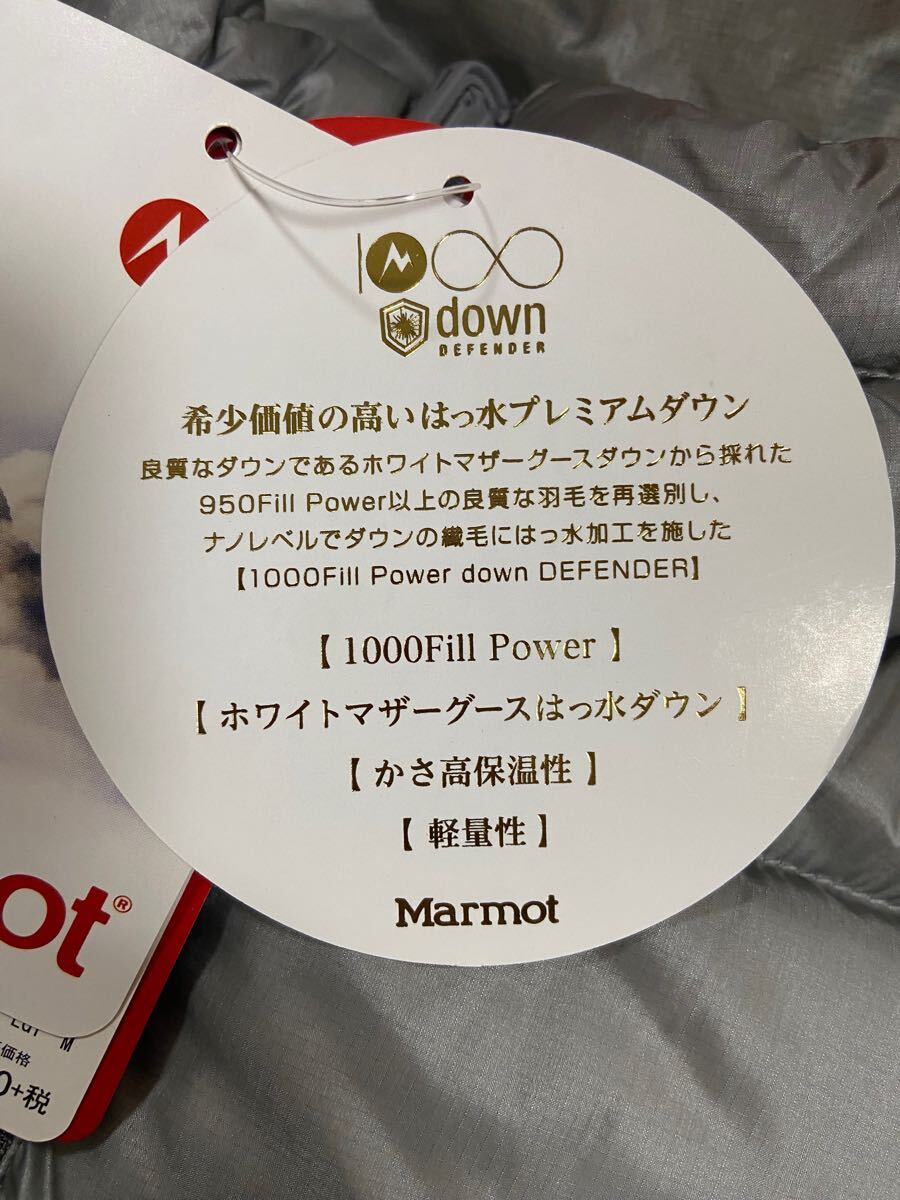 1000
down
DEFENDER
希少価値の高いはっ水プレミアムダウン
良質なダウンであるホワイトマザーグースダウンから採れた
950Fill Power以上の良質な羽毛を再選別し、
ナノレベルでダウンの繊毛にはっ水加工を施した
【1000Fill Power down DEFENDER】
【 1000Fill Power 】
【 ホワイトマザーグースはっ水ダウン 】
【 かさ高保温性 】
【 軽量性 】
Marmot
ot®
M
価格
0+税